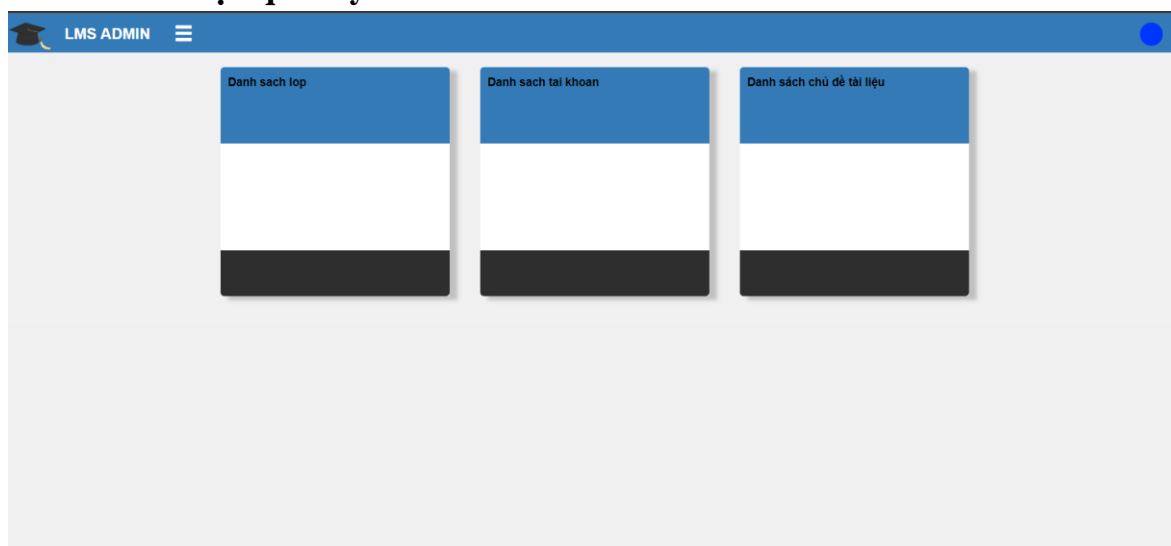 LMS ADMIN
Danh sach lop
Danh sach tai khoan
Danh sách chủ đề tài liệu